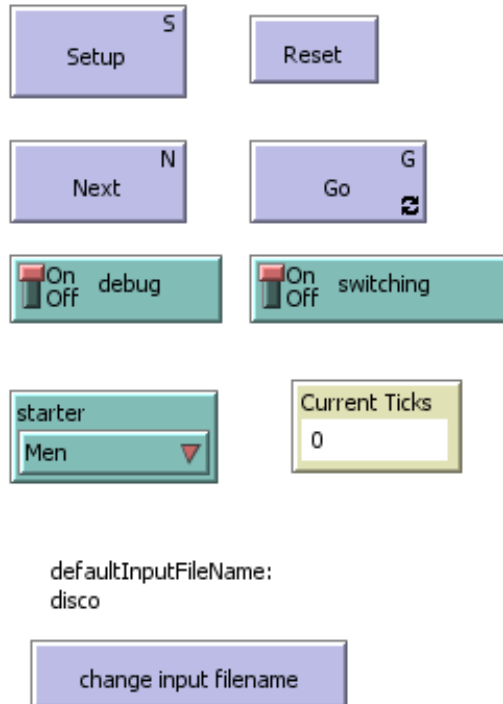 S
Setup
Reset
N
Next
G
Go
On
Off
debug
On
Off
switching
starter
Men
Current Ticks
0
defaultInputFileName:
disco
change input filename